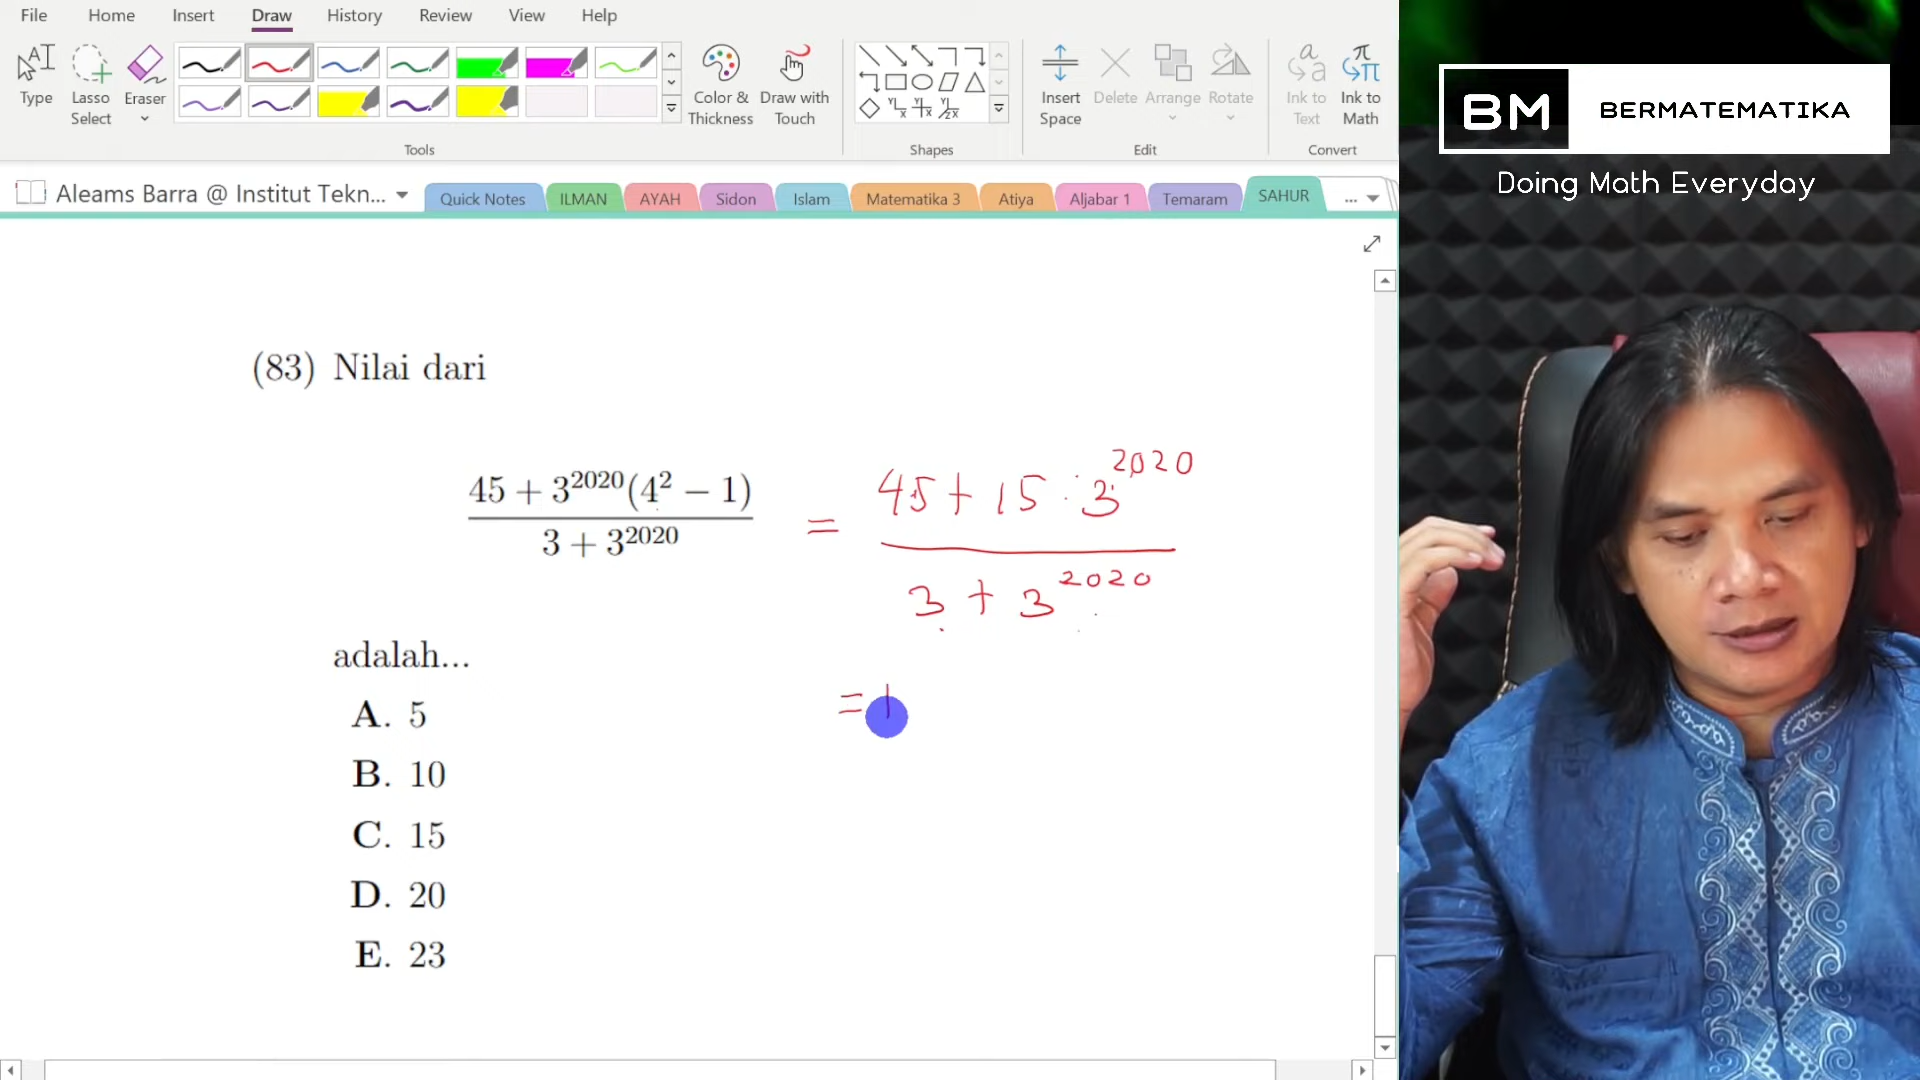 File Home Insert Draw History Review View Help
Type
Lasso Select
Eraser
Color & Thickness
Draw with Touch
Insert Space
Delete
Arrange
Rotate
Ink to Text
Ink to Math
Tools
Shapes
Edit
Convert
Aleams Barra @ Institut Tekn...
Quick Notes ILMAN AYAH Sidon Islam Matematika 3 Atiya Aljabar 1 Temaram SAHUR ...
BM BERMATEMATIKA
Doing Math Everyday
(83) Nilai dari
45 + 3^2020(4² − 1)
3 + 3^2020
= 45 + 15 · 3^2020
3 + 3^2020
adalah...
=
A. 5
B. 10
C. 15
D. 20
E. 23